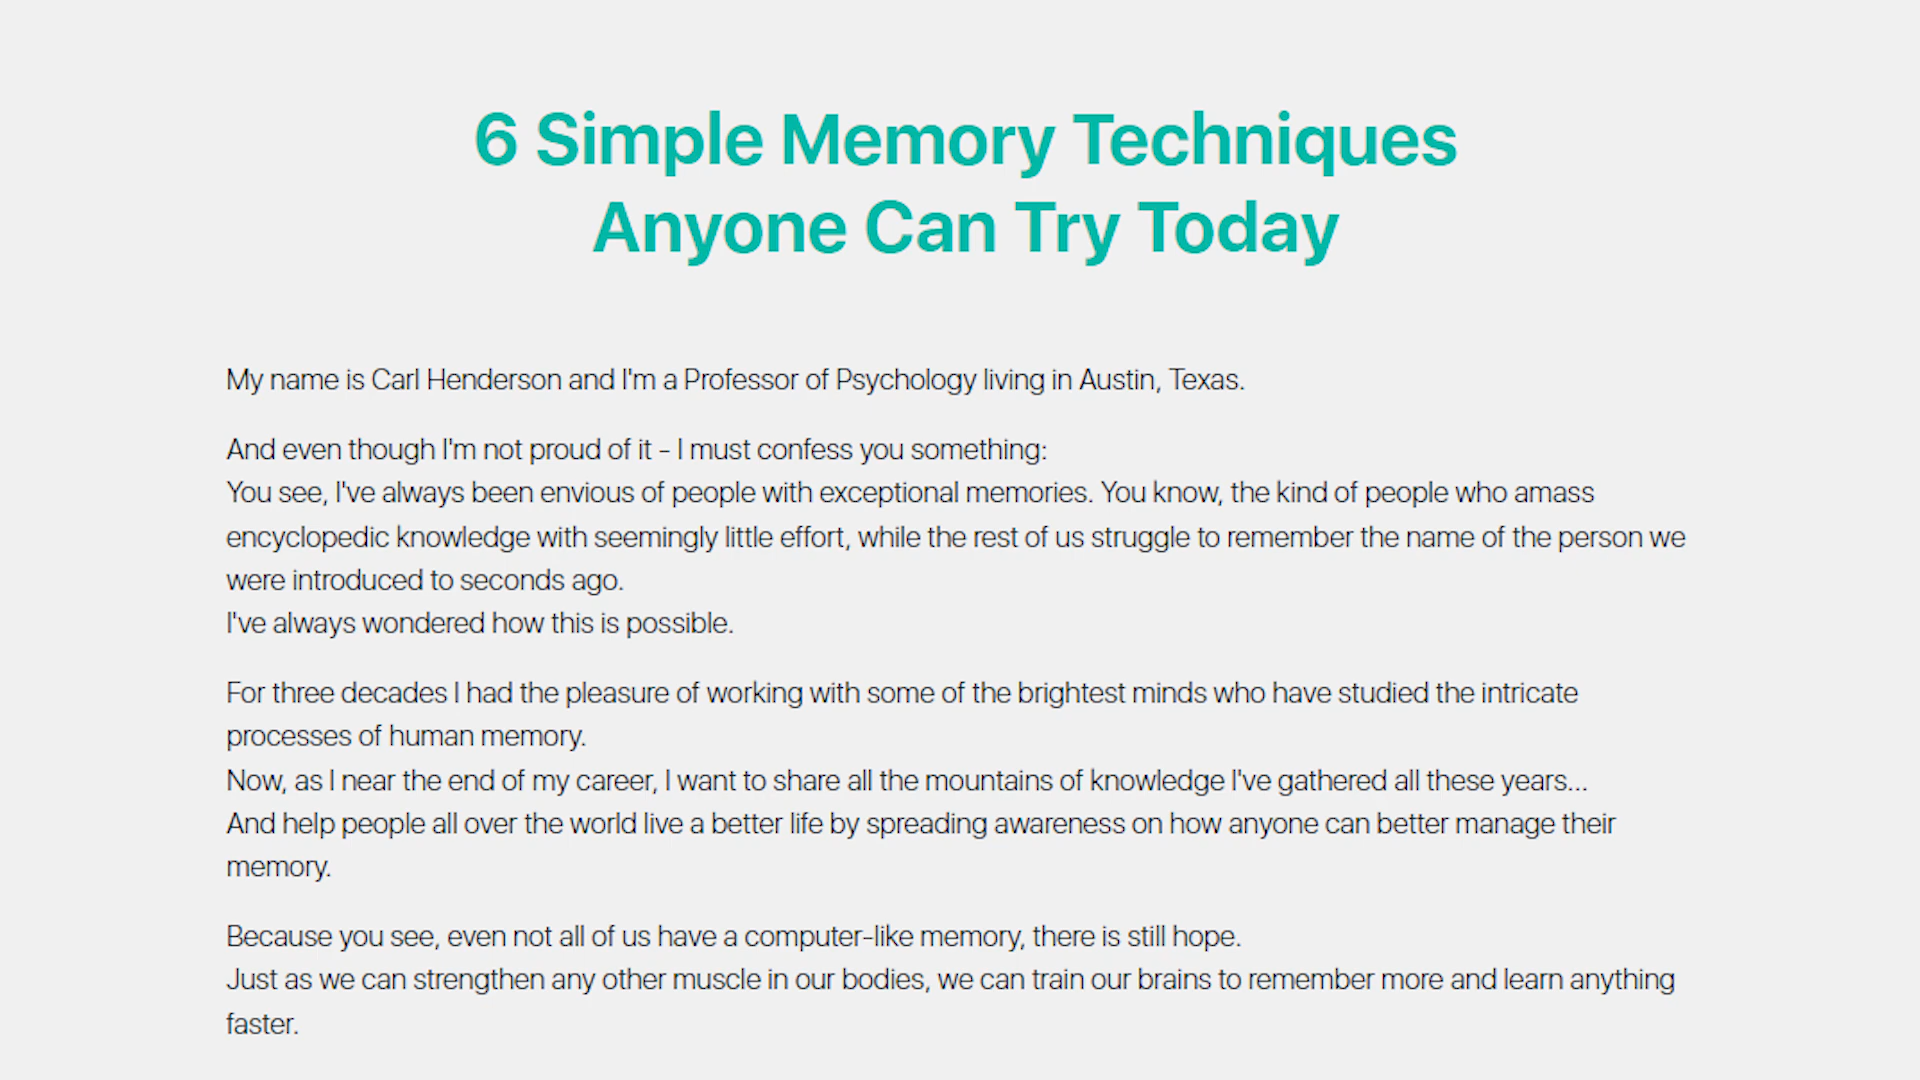 6 Simple Memory Techniques
Anyone Can Try Today
My name is Carl Henderson and I'm a Professor of Psychology living in Austin, Texas.
And even though I'm not proud of it - I must confess you something:
You see, I've always been envious of people with exceptional memories. You know, the kind of people who amass
encyclopedic knowledge with seemingly little effort, while the rest of us struggle to remember the name of the person we
were introduced to seconds ago.
I've always wondered how this is possible.
For three decades I had the pleasure of working with some of the brightest minds who have studied the intricate
processes of human memory.
Now, as I near the end of my career, I want to share all the mountains of knowledge I've gathered all these years...
And help people all over the world live a better life by spreading awareness on how anyone can better manage their
memory.
Because you see, even not all of us have a computer-like memory, there is still hope.
Just as we can strengthen any other muscle in our bodies, we can train our brains to remember more and learn anything
faster.